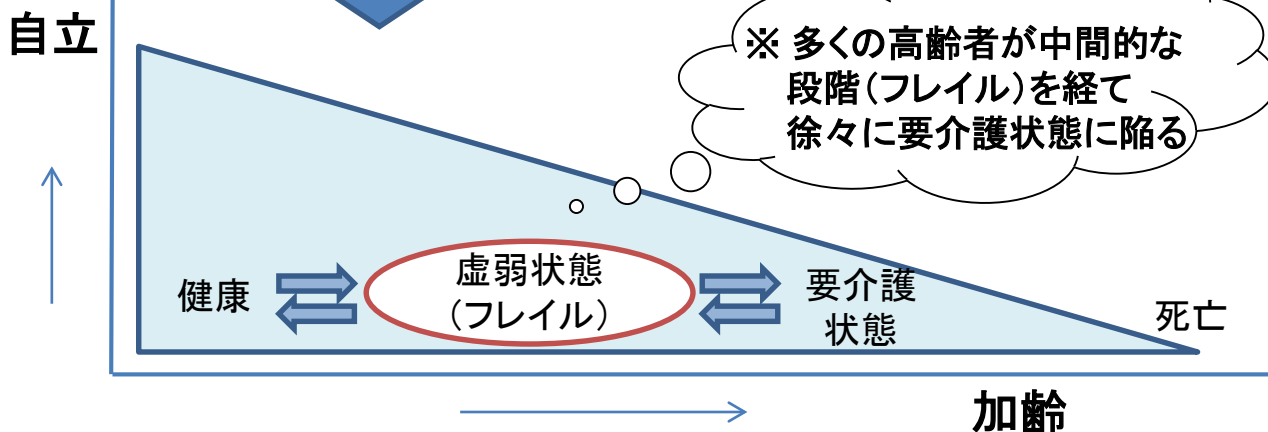 自立
※ 多くの高齢者が中間的な
段階(フレイル)を経て
徐々に要介護状態に陥る
健康
虚弱状態
(フレイル)
要介護
状態
死亡
加齢